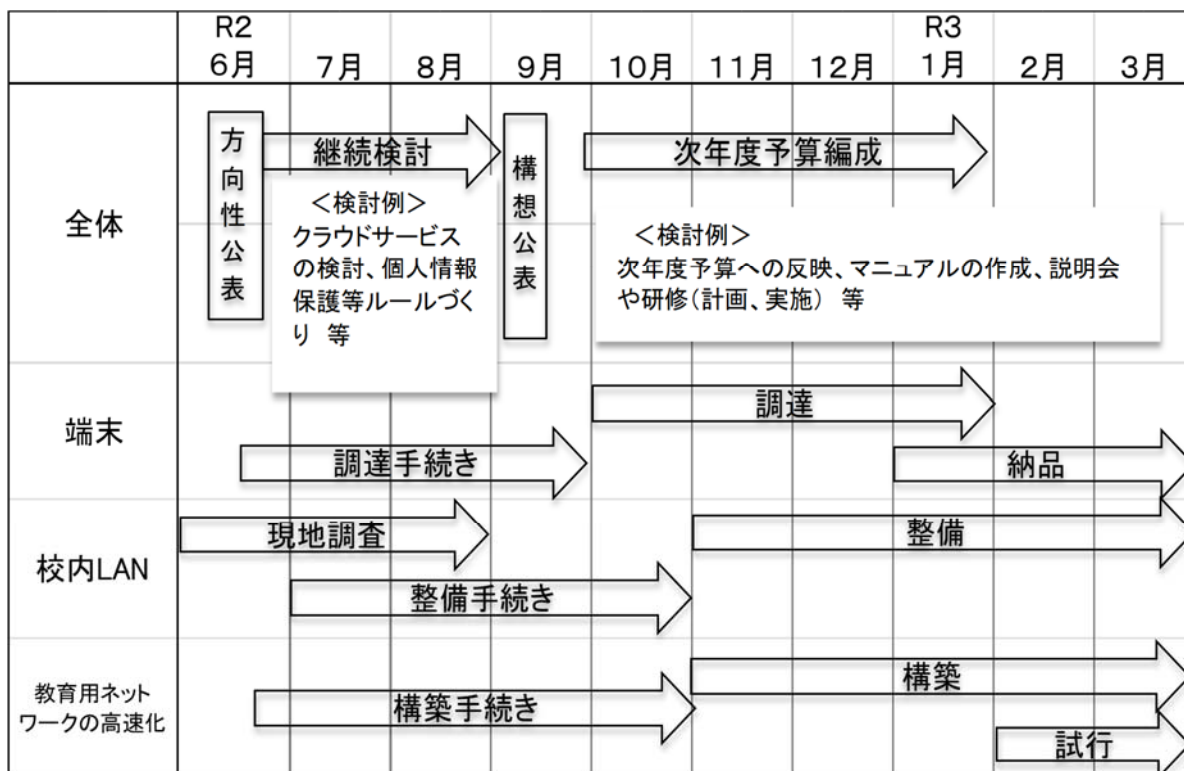 R2
R3
6月
7月
8月
9月
10月
11月
12月
1月
2月
3月
全体
方向性公表
継続検討
＜検討例＞
クラウドサービス
の検討、個人情報
保護等ルールづく
り　等
構想公表
次年度予算編成
＜検討例＞
次年度予算への反映、マニュアルの作成、説明会
や研修（計画、実施）　等
端末
調達
調達手続き
納品
校内LAN
現地調査
整備
整備手続き
教育用ネット
ワークの高速化
構築
構築手続き
試行